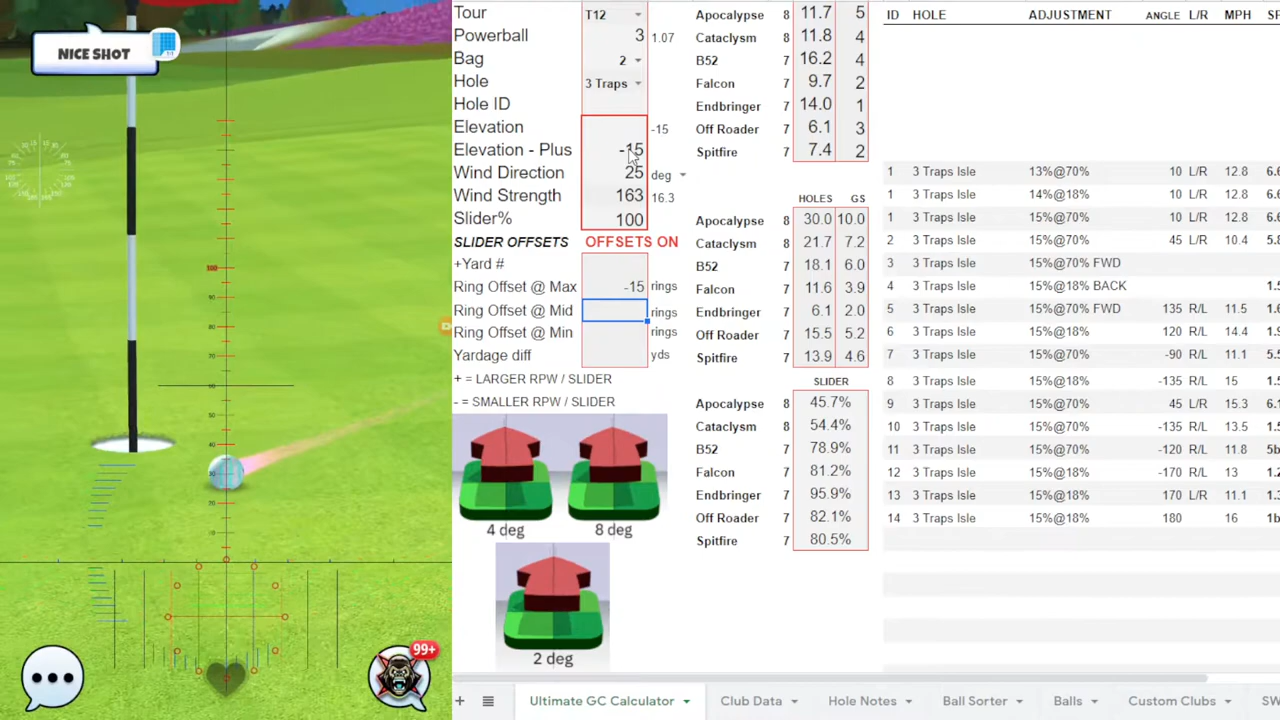 NICE SHOT
100
90
80
70
50
40
30
20
10
99+
Tour T12
Powerball 3 1.07
Bag 2
Hole 3 Traps
Hole ID
Elevation -15
Elevation - Plus -15
Wind Direction 25 deg
Wind Strength 163 16.3
Slider% 100
SLIDER OFFSETS OFFSETS ON
+Yard #
Ring Offset @ Max -15 rings
Ring Offset @ Mid rings
Ring Offset @ Min rings
Yardage diff yds
+ = LARGER RPW / SLIDER
- = SMALLER RPW / SLIDER
4 deg 8 deg
2 deg
Apocalypse 8 11.7 5
Cataclysm 8 11.8 4
B52 7 16.2 4
Falcon 7 9.7 2
Endbringer 7 14.0 1
Off Roader 7 6.1 3
Spitfire 7 7.4 2
HOLES GS
Apocalypse 8 30.0 10.0
Cataclysm 8 21.7 7.2
B52 7 18.1 6.0
Falcon 7 11.6 3.9
Endbringer 7 6.1 2.0
Off Roader 7 15.5 5.2
Spitfire 7 13.9 4.6
SLIDER
Apocalypse 8 45.7%
Cataclysm 8 54.4%
B52 7 78.9%
Falcon 7 81.2%
Endbringer 7 95.9%
Off Roader 7 82.1%
Spitfire 7 80.5%
ID HOLE ADJUSTMENT ANGLE L/R MPH
1 3 Traps Isle 13%@70% 10 L/R 12.8
1 3 Traps Isle 14%@70% 10 L/R 12.8
1 3 Traps Isle 15%@70% 10 L/R 12.8
2 3 Traps Isle 15%@70% 45 L/R 10.4
3 3 Traps Isle 15%@70% FWD
4 3 Traps Isle 15%@18% BACK
5 3 Traps Isle 15%@70% FWD 135 R/L 11.5
6 3 Traps Isle 15%@18% 120 R/L 14.4
7 3 Traps Isle 15%@70% -90 R/L 11.1
8 3 Traps Isle 15%@18% -135 R/L 15
9 3 Traps Isle 15%@70% 45 R/L 15.3
10 3 Traps Isle 15%@18% -135 R/L 13.5
11 3 Traps Isle 15%@70% -120 R/L 11.8
12 3 Traps Isle 15%@18% -170 R/L 13
13 3 Traps Isle 15%@18% 170 L/R 11.1
14 3 Traps Isle 15%@18% 180 16
+ Ultimate GC Calculator Club Data Hole Notes Ball Sorter Balls Custom Clubs